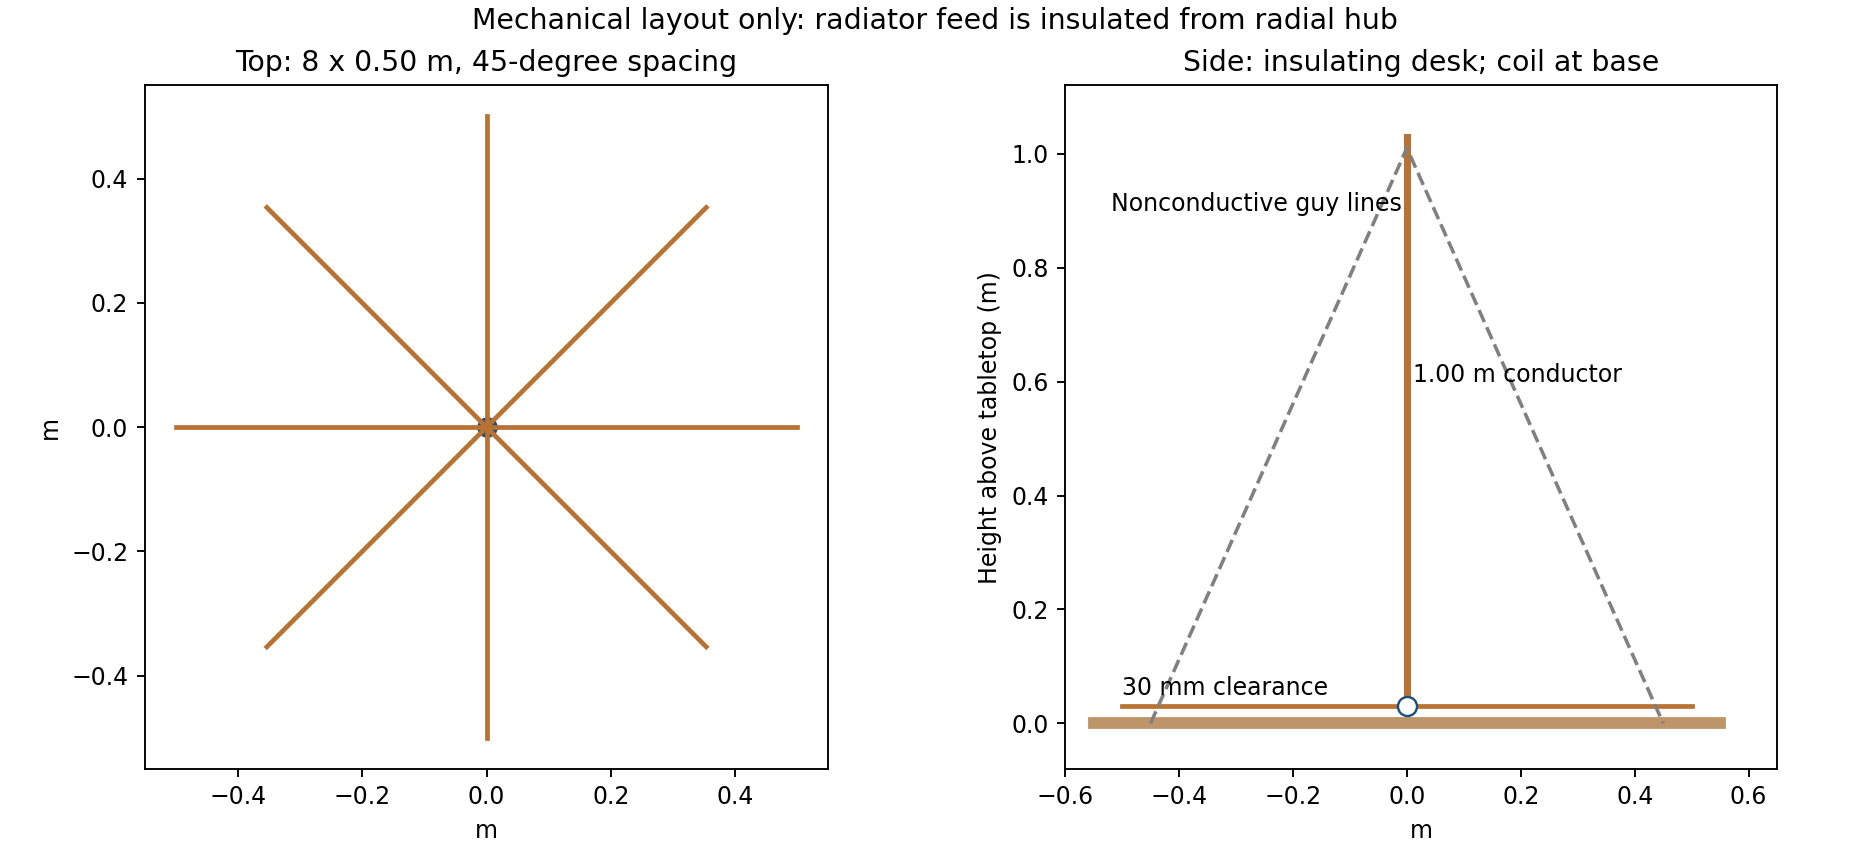 Mechanical layout only: radiator feed is insulated from radial hub
Top: 8 x 0.50 m, 45-degree spacing
0.4
0.2
0.0
−0.2
−0.4
m
−0.4 −0.2 0.0 0.2 0.4
m
Side: insulating desk; coil at base
1.0
0.8
0.6
0.4
0.2
0.0
Height above tabletop (m)
Nonconductive guy lines
1.00 m conductor
30 mm clearance
−0.6 −0.4 −0.2 0.0 0.2 0.4 0.6
m